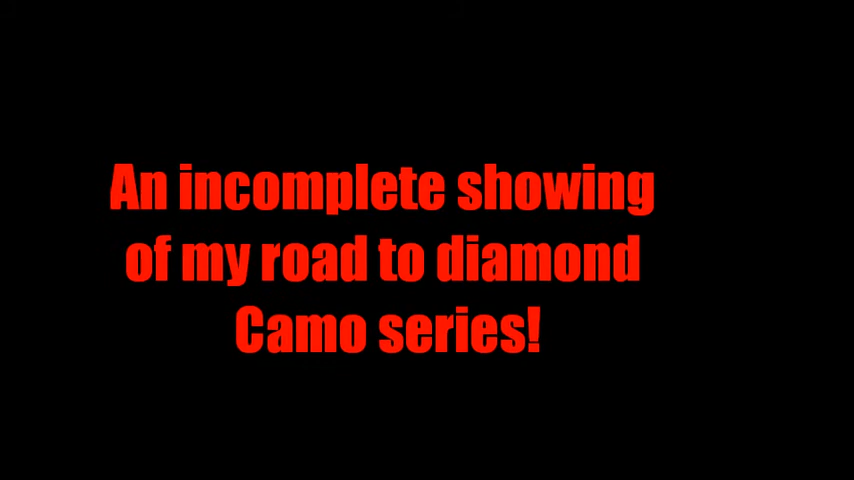 An incomplete showing
of my road to diamond
Camo series!